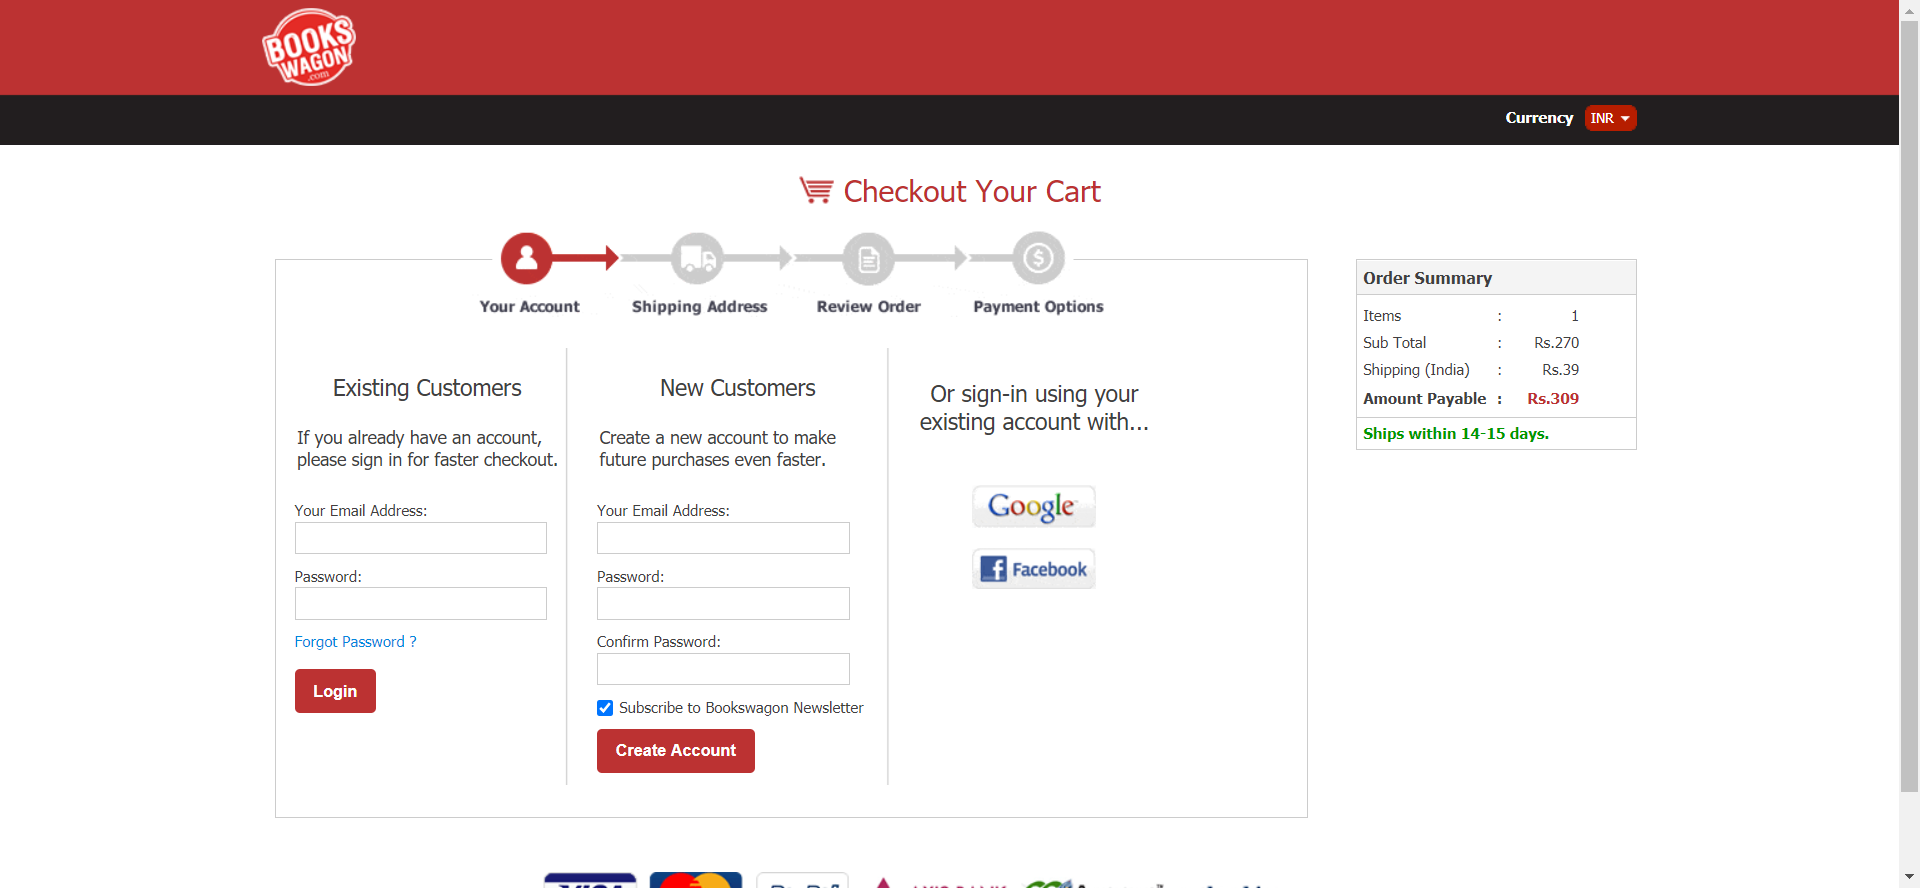 BOOKS
WAGON
.com
Currency INR
Checkout Your Cart
Your Account Shipping Address Review Order Payment Options
Existing Customers
If you already have an account,
please sign in for faster checkout.
Your Email Address:
Password:
Forgot Password ?
Login
New Customers
Create a new account to make
future purchases even faster.
Your Email Address:
Password:
Confirm Password:
Subscribe to Bookswagon Newsletter
Create Account
Or sign-in using your
existing account with...
Google
Facebook
Order Summary
Items : 1
Sub Total : Rs.270
Shipping (India) : Rs.39
Amount Payable : Rs.309
Ships within 14-15 days.
VISA
PayPal
AXIS BANK